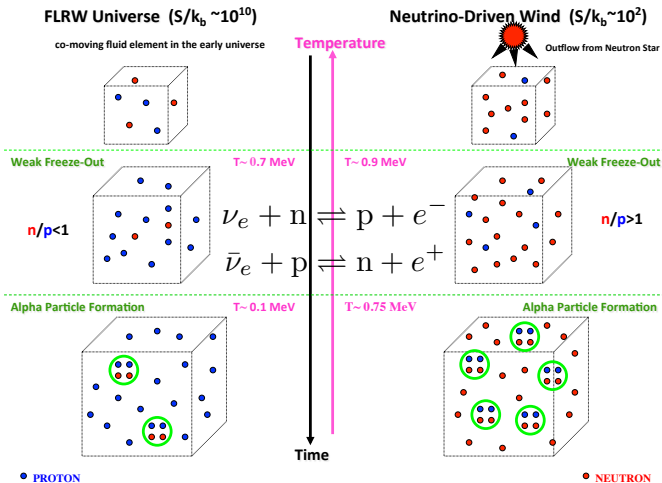 FLRW Universe (S/k_b ~10^10)
Neutrino-Driven Wind (S/k_b ~10^2)
co-moving fluid element in the early universe
Temperature
Outflow from Neutron Star
Weak Freeze-Out
T~ 0.7 MeV
T~ 0.9 MeV
Weak Freeze-Out
n/p<1
ν_e + n ⇌ p + e^−
n/p>1
ν̄_e + p ⇌ n + e^+
Alpha Particle Formation
T~ 0.1 MeV
T~ 0.75 MeV
Alpha Particle Formation
Time
PROTON
NEUTRON